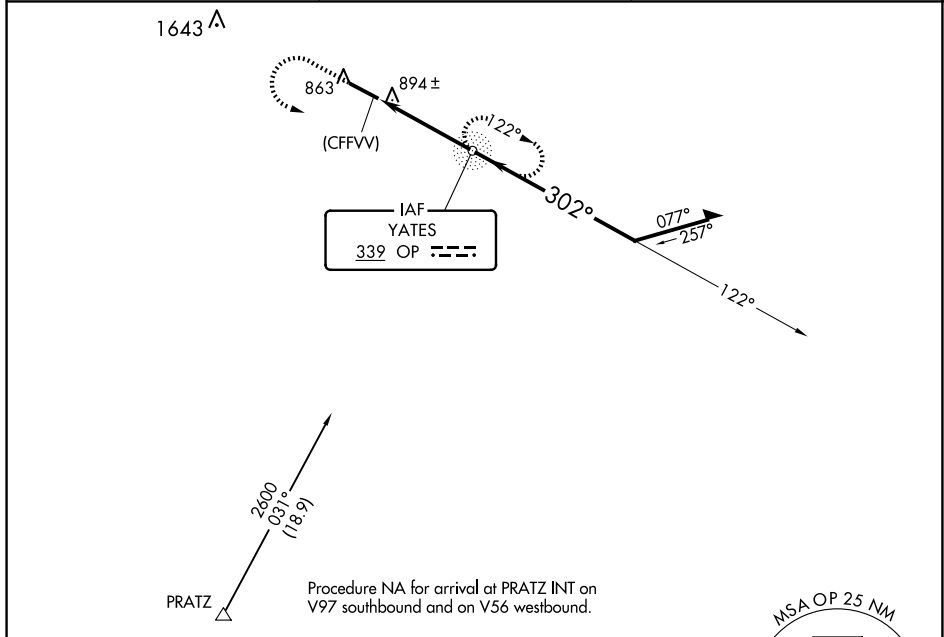 1643
863
894±
(CFFVV)
122°
302°
077°
257°
122°
IAF
YATES
339 OP
2600
031°
(18.9)
PRATZ
Procedure NA for arrival at PRATZ INT on
V97 southbound and on V56 westbound.
MSA OP 25 NM